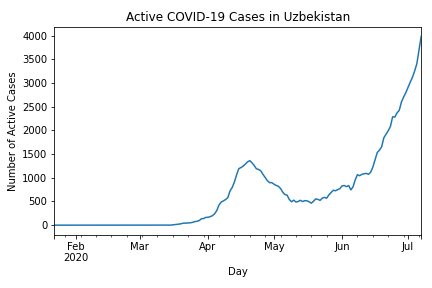 Active COVID-19 Cases in Uzbekistan
Number of Active Cases
4000
3500
3000
2500
2000
1500
1000
500
0
Feb
2020
Mar
Apr
May
Jun
Jul
Day